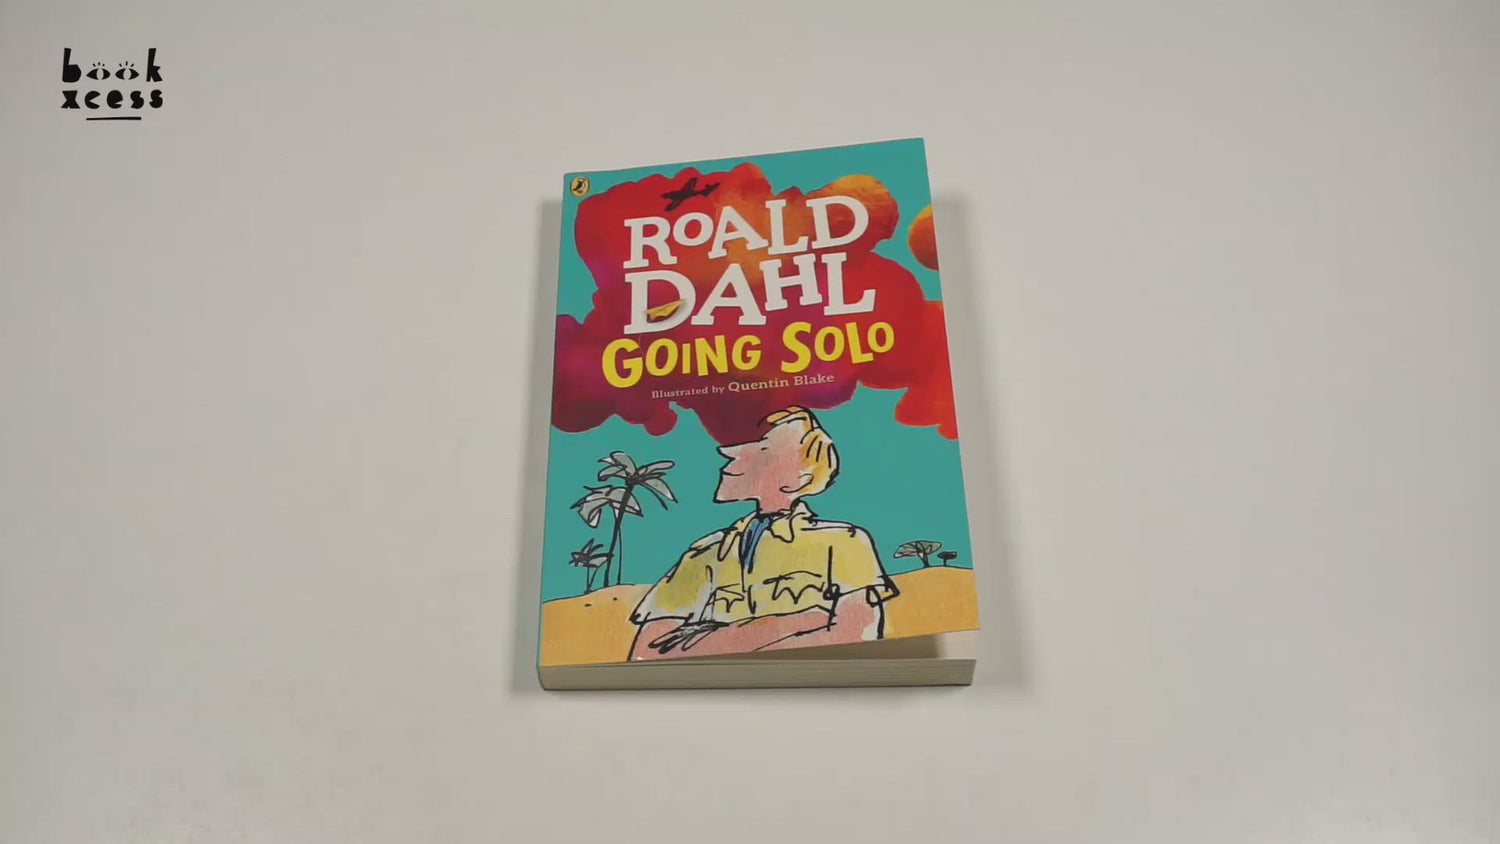 book
xcess
ROALD
DAHL
GOING SOLO
Illustrated by Quentin Blake